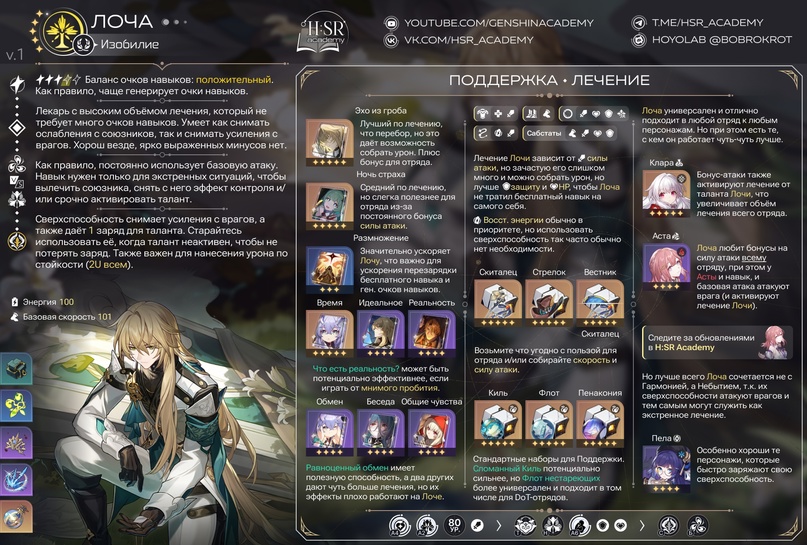 ЛОЧА
Изобилие
v.1
H:SR
academy
YOUTUBE.COM/GENSHINACADEMY
VK.COM/HSR_ACADEMY
T.ME/HSR_ACADEMY
HOYOLAB @BOBROKROT
Баланс очков навыков: положительный.
Как правило, чаще генерирует очки навыков.
Лекарь с высоким объёмом лечения, который не
требует много очков навыков. Умеет как снимать
ослабления с союзников, так и снимать усиления с
врагов. Хорош везде, ярко выраженных минусов нет.
Как правило, постоянно использует базовую атаку.
Навык нужен только для экстренных ситуаций, чтобы
вылечить союзника, снять с него эффект контроля и/
или срочно активировать талант.
Сверхспособность снимает усиления с врагов, а
также даёт 1 заряд для таланта. Старайтесь
использовать её, когда талант неактивен, чтобы не
потерять заряд. Также важен для нанесения урона по
стойкости (2U всем).
Энергия 100
Базовая скорость 101
ПОДДЕРЖКА • ЛЕЧЕНИЕ
Эхо из гроба
Лучший по лечению,
что перебор, но это
даёт возможность
собрать урон. Плюс
бонус для отряда.
Ночь страха
Средний по лечению,
но слегка полезнее для
отряда из-за
постоянного бонуса
силы атаки.
Размножение
Значительно ускоряет
Лочу, что важно для
ускорения перезарядки
бесплатного навыка и
ген. очков навыков.
Время
Идеальное
Реальность
Что есть реальность? может быть
потенциально эффективнее, если
играть от мнимого пробития.
Обмен
Беседа
Общие чувства
Равноценный обмен имеет
полезную способность, а два других
дают чуть больше лечения, но их
эффекты плохо работают на Лоче.
Сабстаты
Лечение Лочи зависит от силы
атаки, но зачастую его слишком
много и можно собрать урон, но
лучше защиту и HP, чтобы Лоча
не тратил бесплатный навык на
самого себя.
Восст. энергии обычно в
приоритете, но использовать
сверхспособность так часто обычно
нет необходимости.
Скиталец
Стрелок
Вестник
Скиталец
Возьмите что угодно с пользой для
отряда и/или собирайте скорость и
силу атаки.
Киль
Флот
Пенакония
Стандартные наборы для Поддержки.
Сломанный Киль потенциально
сильнее, но Флот нестареющих
более универсален и подходит в том
числе для DoT-отрядов.
Лоча универсален и отлично
подходит в любой отряд к любым
персонажам. Но при этом есть те,
с кем он работает чуть-чуть лучше.
Клара
Бонус-атаки также
активируют лечение от
таланта Лочи, что
увеличивает объём
лечения всего отряда.
Аста
Лоча любит бонусы на
силу атаки всему
отряду, при этом у
Асты и навык, и
базовая атака атакуют
врага (и активируют
лечение Лочи).
Следите за обновлениями
в H:SR Academy
Но лучше всего Лоча сочетается не с
Гармонией, а Небытием, т.к. их
сверхспособности атакуют врагов и
тем самым могут служить как
экстренное лечение.
Пела
Особенно хороши те
персонажи, которые
быстро заряжают свою
сверхспособность.
80
УР.